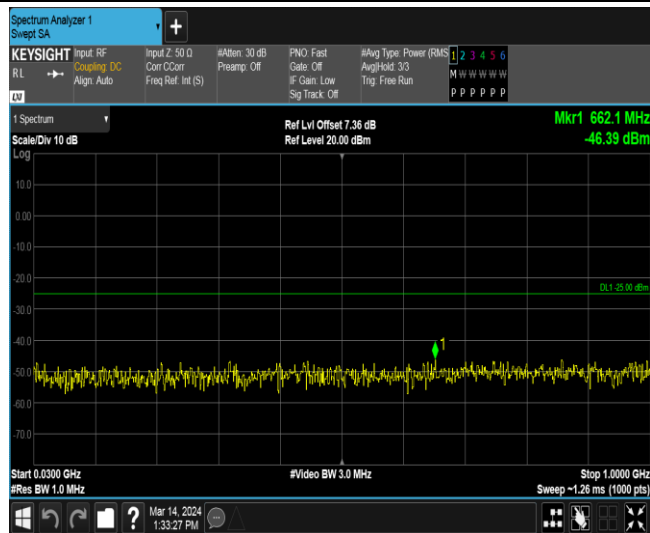 Spectrum Analyzer 1
Swept SA
+
KEYSIGHT
RL
Input: RF
Coupling: DC
Align: Auto
Input Z: 50 Ω
Corr CCorr
Freq Ref: Int (S)
#Atten: 30 dB
Preamp: Off
PNO: Fast
Gate: Off
IF Gain: Low
Sig Track: Off
#Avg Type: Power (RMS
Avg|Hold: 3/3
Trig: Free Run
1 2 3 4 5 6
M W W W W W
P P P P P P
1 Spectrum
Scale/Div 10 dB
Ref Lvl Offset 7.36 dB
Ref Level 20.00 dBm
Mkr1 662.1 MHz
-46.39 dBm
Log
10.0
0.00
-10.0
-20.0
DL1 -25.00 dBm
-30.0
-40.0
1
-50.0
-60.0
-70.0
Start 0.0300 GHz
#Res BW 1.0 MHz
#Video BW 3.0 MHz
Stop 1.0000 GHz
Sweep ~1.26 ms (1000 pts)
?
Mar 14, 2024
1:33:27 PM